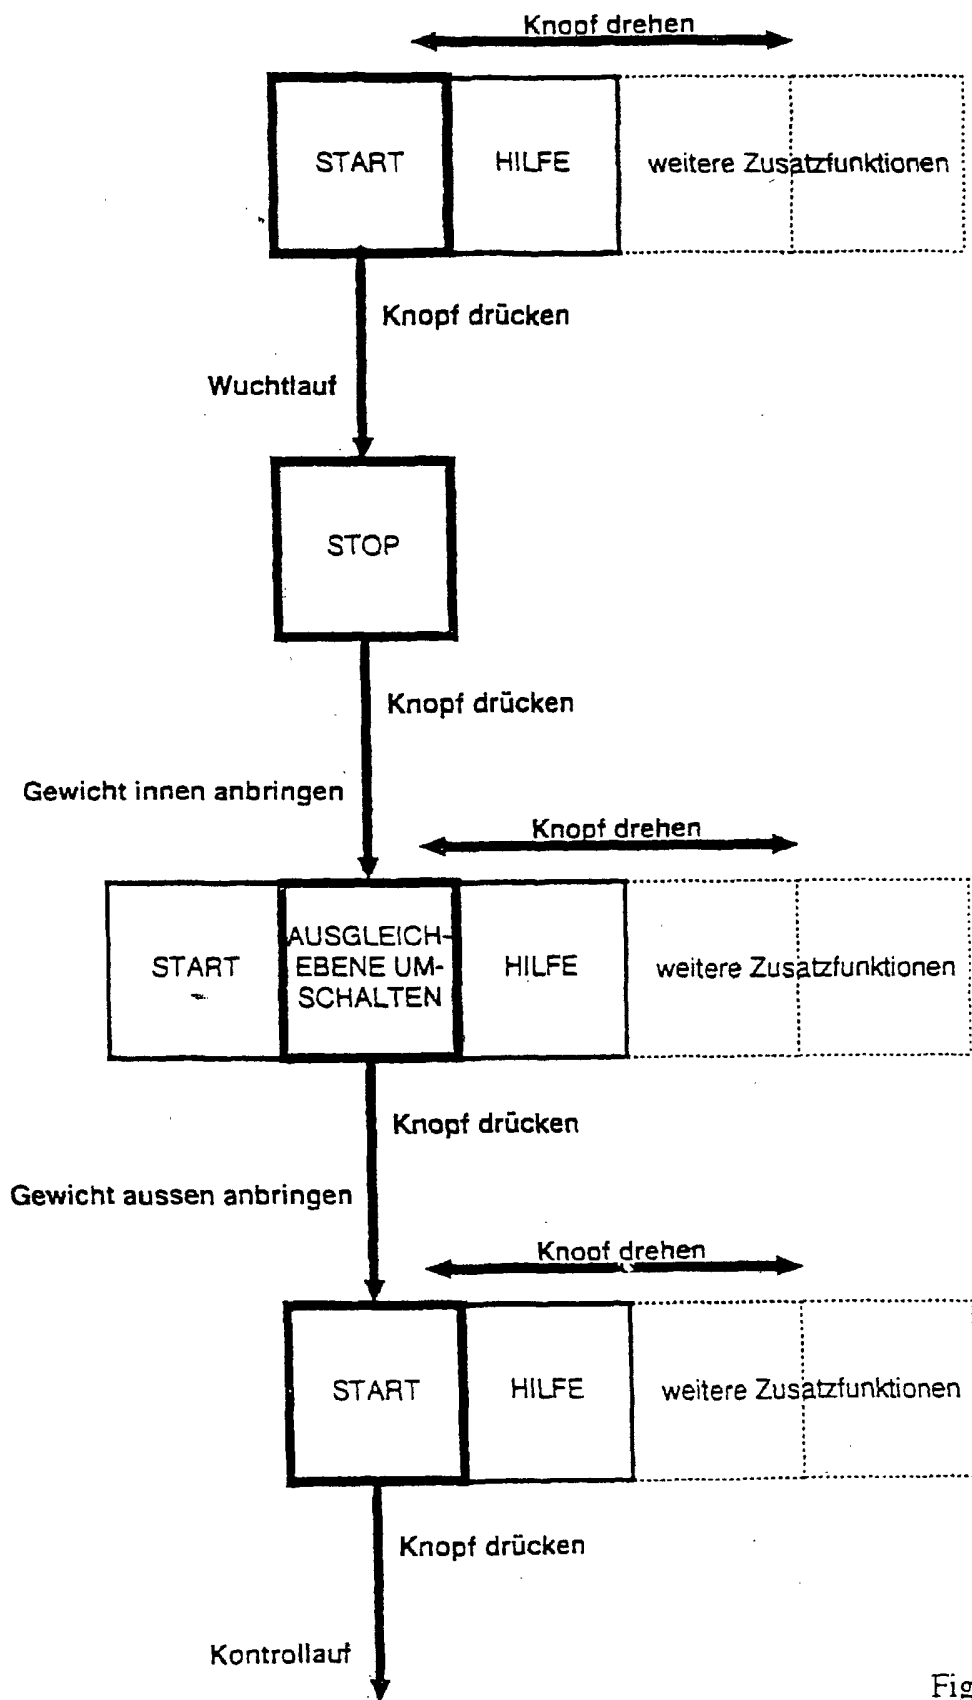 Knopf drehen
START
HILFE
weitere Zusatzfunktionen
Knopf drücken
Wuchtlauf
STOP
Knopf drücken
Gewicht innen anbringen
Knopf drehen
START
AUSGLEICH-
EBENE UM-
SCHALTEN
HILFE
weitere Zusatzfunktionen
Knopf drücken
Gewicht aussen anbringen
Knopf drehen
START
HILFE
weitere Zusatzfunktionen
Knopf drücken
Kontrollauf
Fig